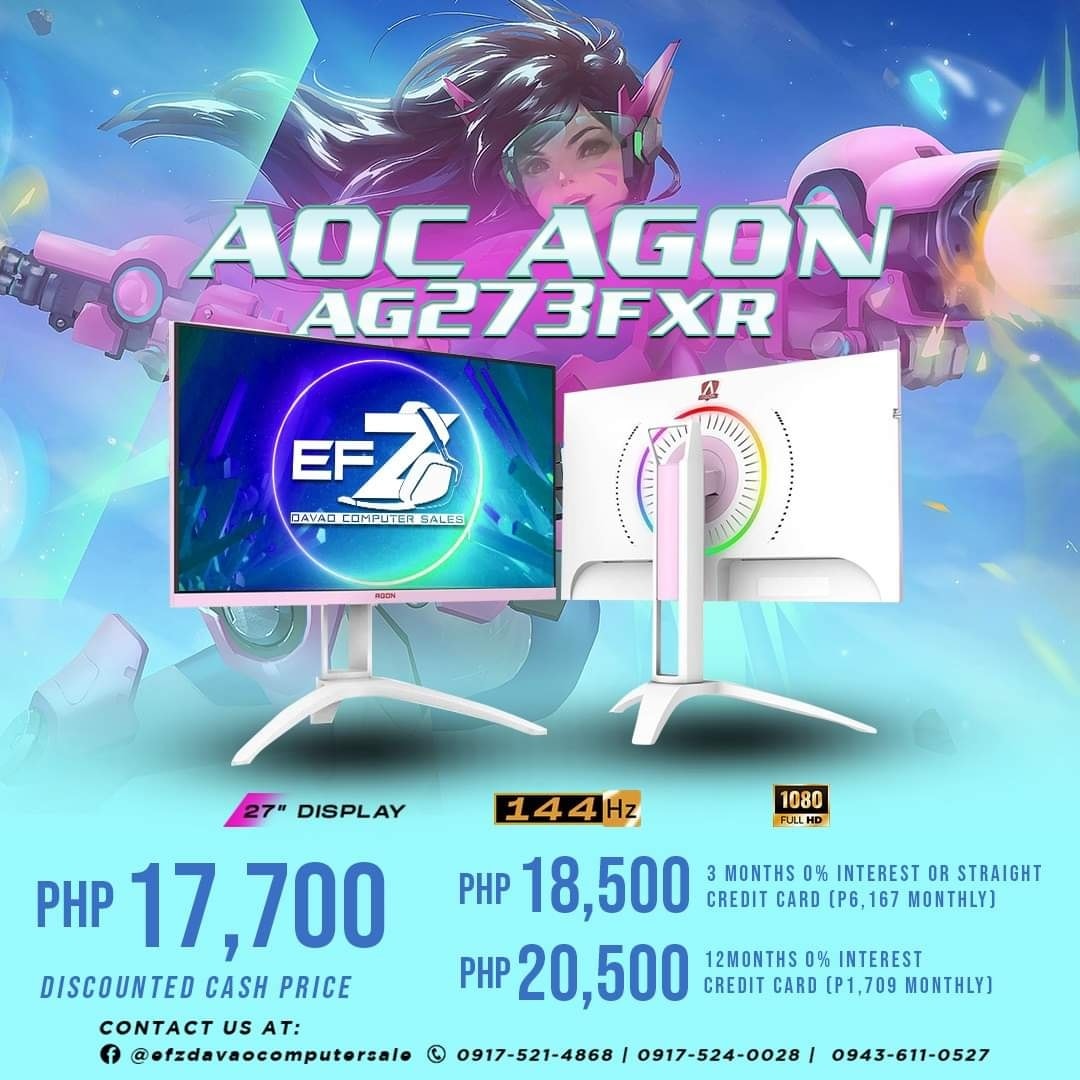 AOC AGON
AG273FXR
EFZ
DAVAO COMPUTER SALES
AGON
27" DISPLAY
144Hz
1080
FULL HD
PHP 17,700
DISCOUNTED CASH PRICE
PHP 18,500
3 MONTHS 0% INTEREST OR STRAIGHT
CREDIT CARD (P6,167 MONTHLY)
PHP 20,500
12MONTHS 0% INTEREST
CREDIT CARD (P1,709 MONTHLY)
CONTACT US AT:
@efzdavaocomputersale 0917-521-4868 | 0917-524-0028 | 0943-611-0527